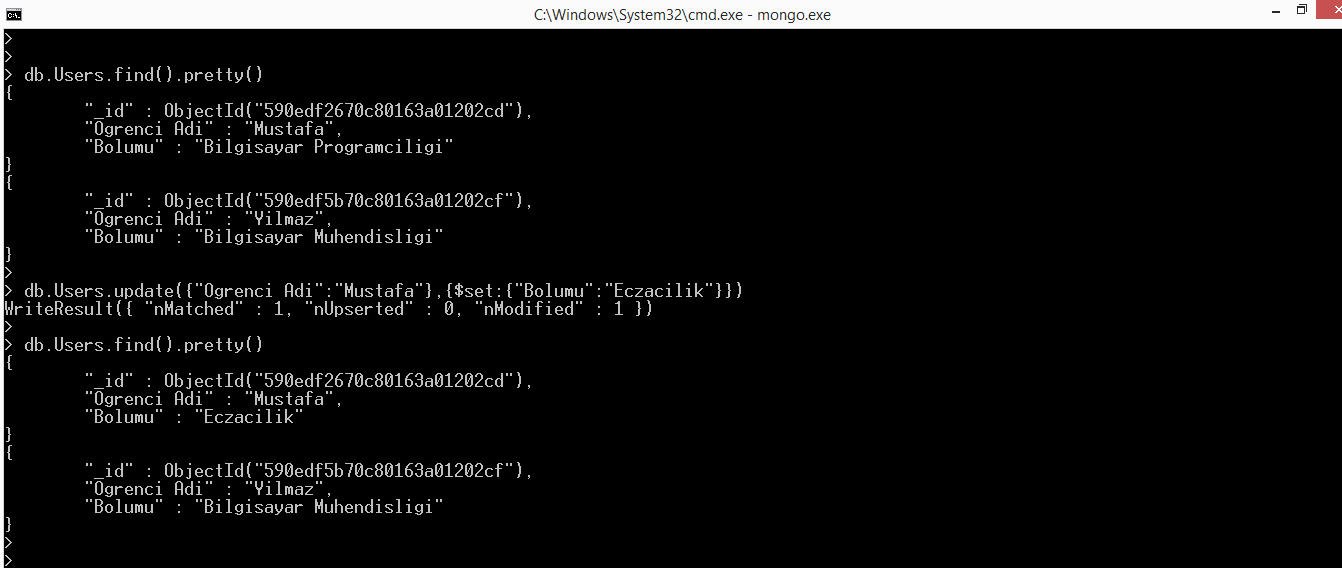 C:\Windows\System32\cmd.exe - mongo.exe
>
>
> db.Users.find().pretty()
{
        "_id" : ObjectId("590edf2670c80163a01202cd"),
        "Ogrenci Adi" : "Mustafa",
        "Bolumu" : "Bilgisayar Programciligi"
}
{
        "_id" : ObjectId("590edf5b70c80163a01202cf"),
        "Ogrenci Adi" : "Yilmaz",
        "Bolumu" : "Bilgisayar Muhendisligi"
}
>
> db.Users.update({"Ogrenci Adi":"Mustafa"},{$set:{"Bolumu":"Eczacilik"}})
WriteResult({ "nMatched" : 1, "nUpserted" : 0, "nModified" : 1 })
>
> db.Users.find().pretty()
{
        "_id" : ObjectId("590edf2670c80163a01202cd"),
        "Ogrenci Adi" : "Mustafa",
        "Bolumu" : "Eczacilik"
}
{
        "_id" : ObjectId("590edf5b70c80163a01202cf"),
        "Ogrenci Adi" : "Yilmaz",
        "Bolumu" : "Bilgisayar Muhendisligi"
}
>
>